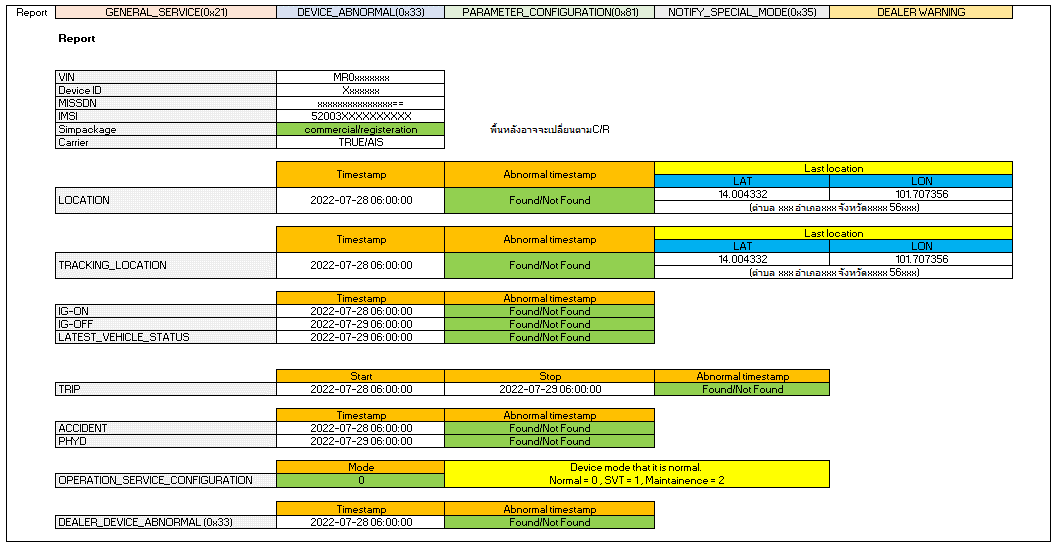 Report GENERAL_SERVICE(0x21) DEVICE_ABNORMAL(0x33) PARAMETER_CONFIGURATION(0x81) NOTIFY_SPECIAL_MODE(0x35) DEALER WARNING
Report
VIN MR0xxxxxxx
Device ID Xxxxxxx
MISSDN xxxxxxxxxxxxxxx==
IMSI 52003XXXXXXXXXX
Simpackage commercial/registeration พื้นหลังอาจจะเปลี่ยนตามC/R
Carrier TRUE/AIS
Timestamp Abnormal timestamp Last location
LAT LON
LOCATION 2022-07-28 06:00:00 Found/Not Found 14.004332 101.707356
(ตำบล xxx อำเภอxxx จังหวัดxxxx 56xxx)
Timestamp Abnormal timestamp Last location
LAT LON
TRACKING_LOCATION 2022-07-28 06:00:00 Found/Not Found 14.004332 101.707356
(ตำบล xxx อำเภอxxx จังหวัดxxxx 56xxx)
Timestamp Abnormal timestamp
IG-ON 2022-07-28 06:00:00 Found/Not Found
IG-OFF 2022-07-29 06:00:00 Found/Not Found
LATEST_VEHICLE_STATUS 2022-07-29 06:00:00 Found/Not Found
Start Stop Abnormal timestamp
TRIP 2022-07-28 06:00:00 2022-07-29 06:00:00 Found/Not Found
Timestamp Abnormal timestamp
ACCIDENT 2022-07-28 06:00:00 Found/Not Found
PHYD 2022-07-29 06:00:00 Found/Not Found
Mode Device mode that it is normal.
OPERATION_SERVICE_CONFIGURATION 0 Normal = 0 , SVT = 1 , Maintainence = 2
Timestamp Abnormal timestamp
DEALER_DEVICE_ABNORMAL (0x33) 2022-07-28 06:00:00 Found/Not Found